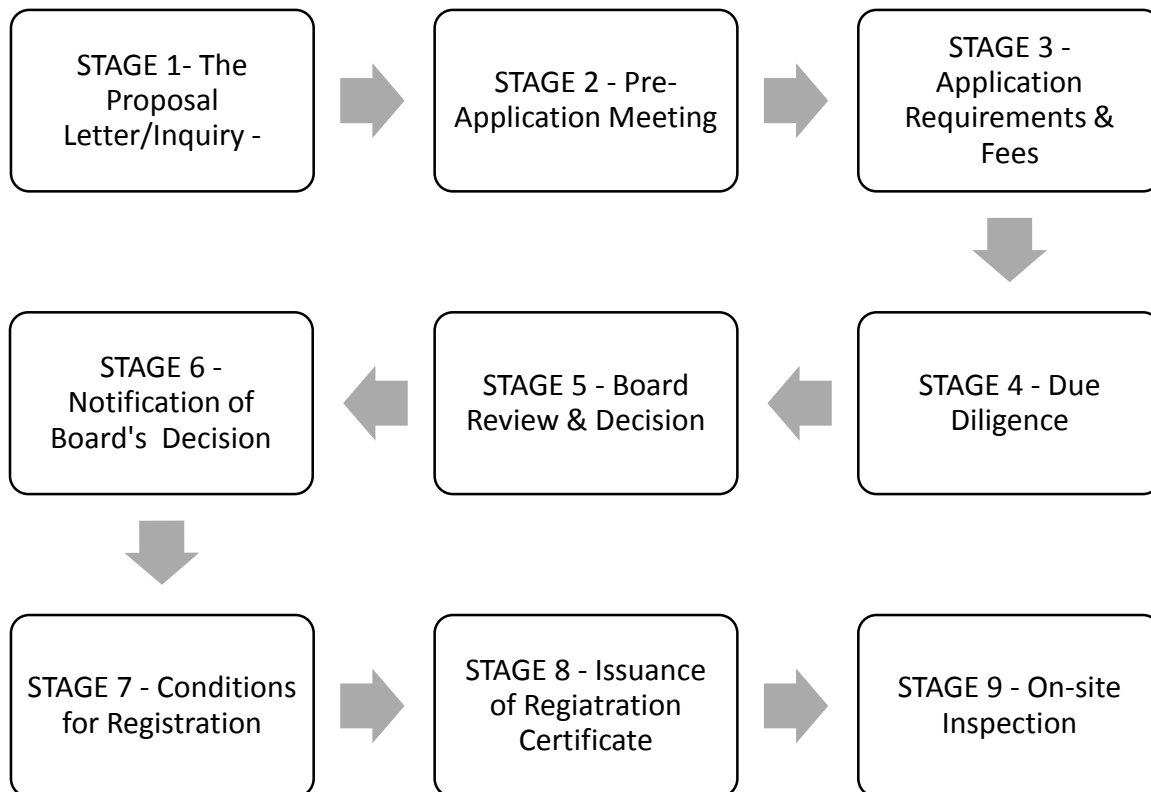 STAGE 1- The
Proposal
Letter/Inquiry -
STAGE 2 - Pre-
Application Meeting
STAGE 3 -
Application
Requirements &
Fees
STAGE 4 - Due
Diligence
STAGE 5 - Board
Review & Decision
STAGE 6 -
Notification of
Board's  Decision
STAGE 7 - Conditions
for Registration
STAGE 8 - Issuance
of Regiatration
Certificate
STAGE 9 - On-site
Inspection